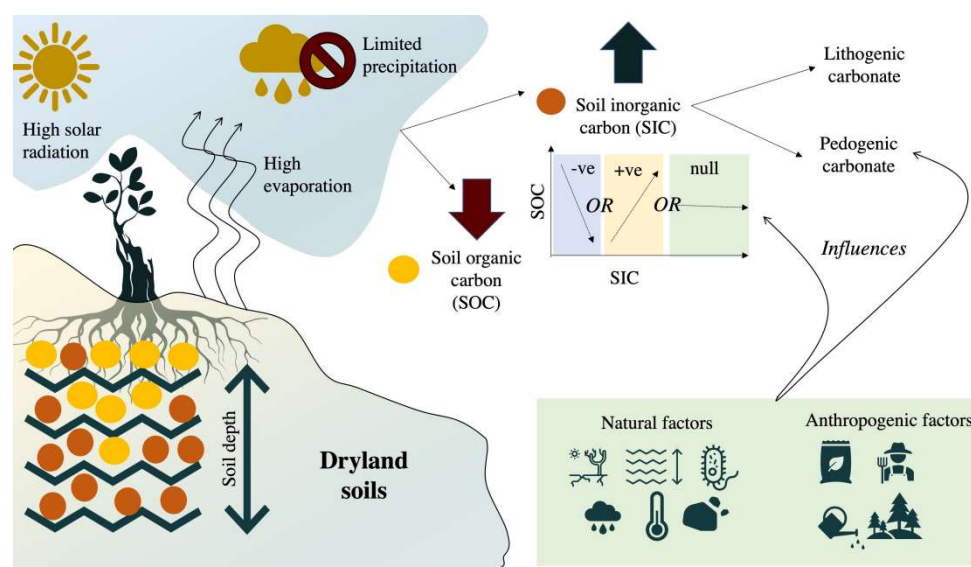 Limited
precipitation
High solar
radiation
High
evaporation
Soil organic
carbon
(SOC)
Soil inorganic
carbon (SIC)
Lithogenic
carbonate
Pedogenic
carbonate
-ve
+ve
null
OR
OR
SOC
SIC
Influences
Soil depth
Dryland
soils
Natural factors
Anthropogenic factors